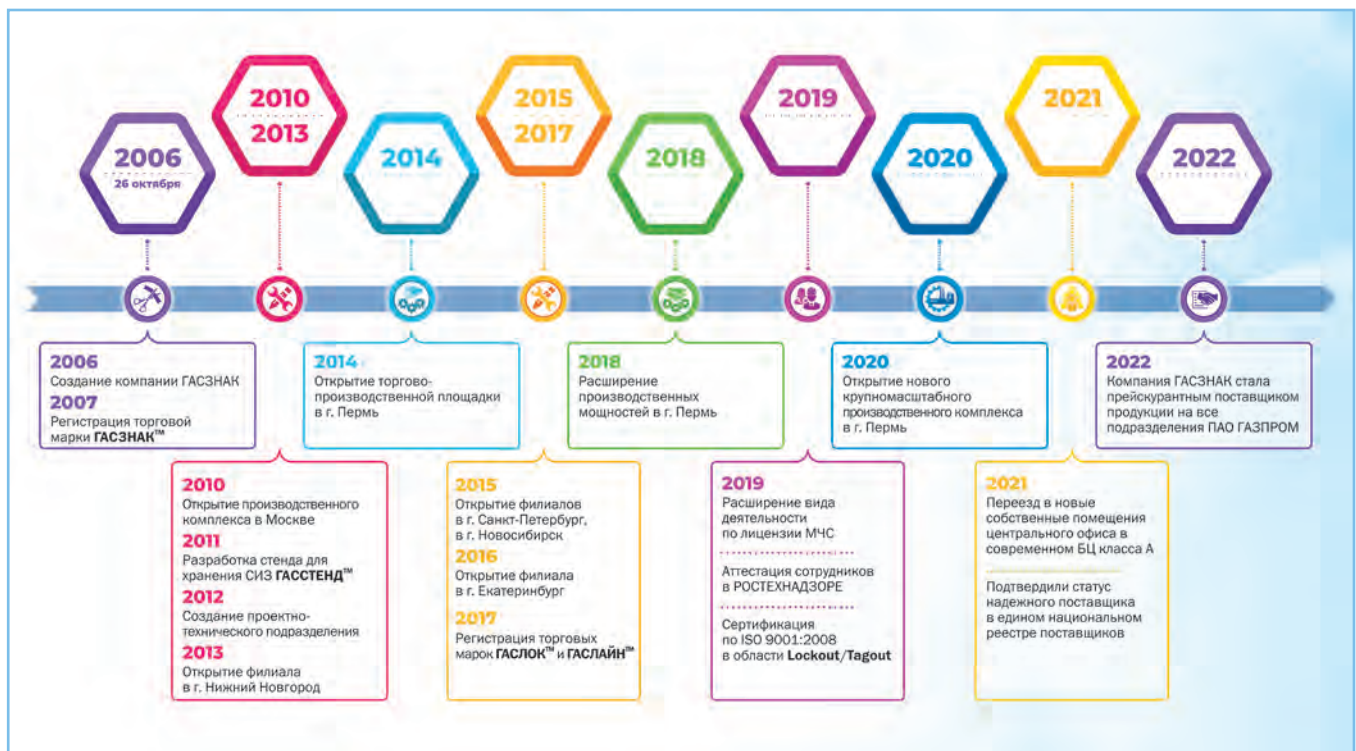 2006
26 октября
2010
2013
2014
2015
2017
2018
2019
2020
2021
2022
2006
Создание компании ГАСЗНАК
2007
Регистрация торговой
марки ГАСЗНАК™
2010
Открытие производственного
комплекса в Москве
2011
Разработка стенда для
хранения СИЗ ГАССТЕНД™
2012
Создание проектно-
технического подразделения
2013
Открытие филиала
в г. Нижний Новгород
2014
Открытие торгово-
производственной площадки
в г. Пермь
2015
Открытие филиалов
в г. Санкт-Петербург,
в г. Новосибирск
2016
Открытие филиала
в г. Екатеринбург
2017
Регистрация торговых
марок ГАСЛОК™ и ГАСЛАЙН™
2018
Расширение
производственных
мощностей в г. Пермь
2019
Расширение вида
деятельности
по лицензии МЧС
Аттестация сотрудников
в РОСТЕХНАДЗОРЕ
Сертификация
по ISO 9001:2008
в области Lockout/Tagout
2020
Открытие нового
крупномасштабного
производственного комплекса
в г. Пермь
2021
Переезд в новые
собственные помещения
центрального офиса в
современном БЦ класса А
Подтвердили статус
надежного поставщика
в едином национальном
реестре поставщиков
2022
Компания ГАСЗНАК стала
прейскурантным поставщиком
продукции на все
подразделения ПАО ГАЗПРОМ